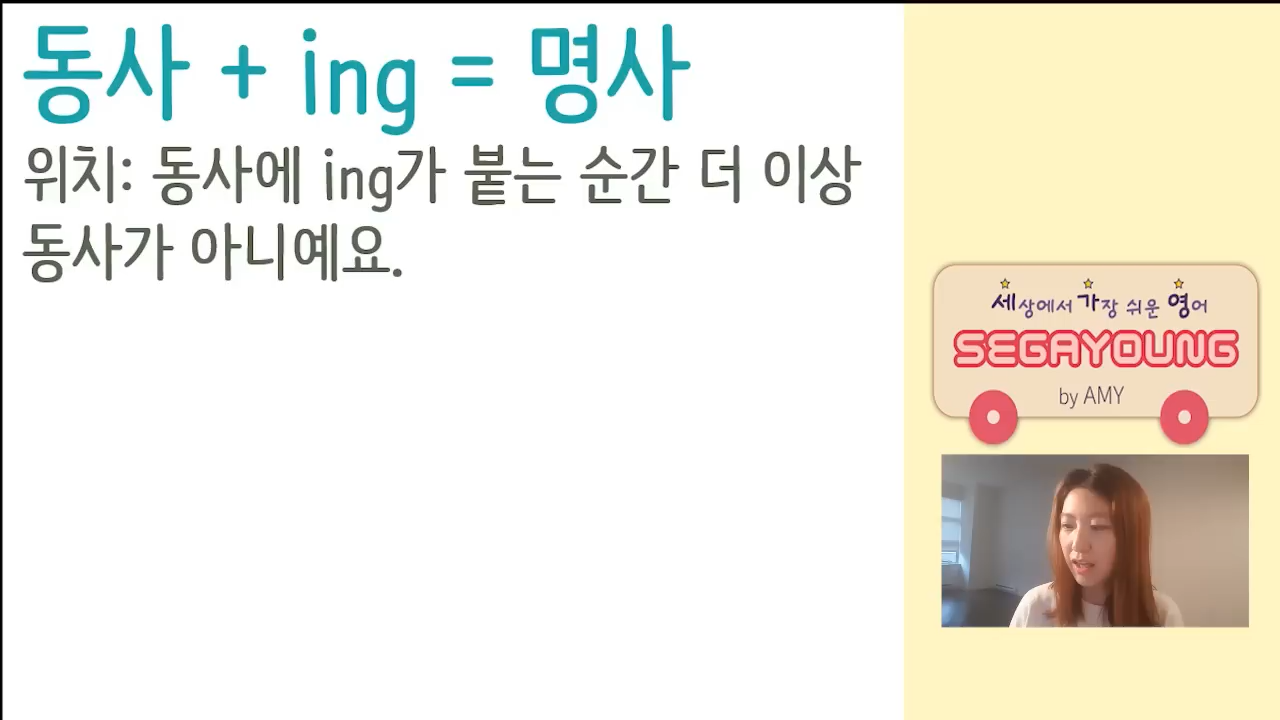 동사 + ing = 명사
위치: 동사에 ing가 붙는 순간 더 이상
동사가 아니예요.
세상에서 가장 쉬운 영어
SEGAYOUNG
by AMY